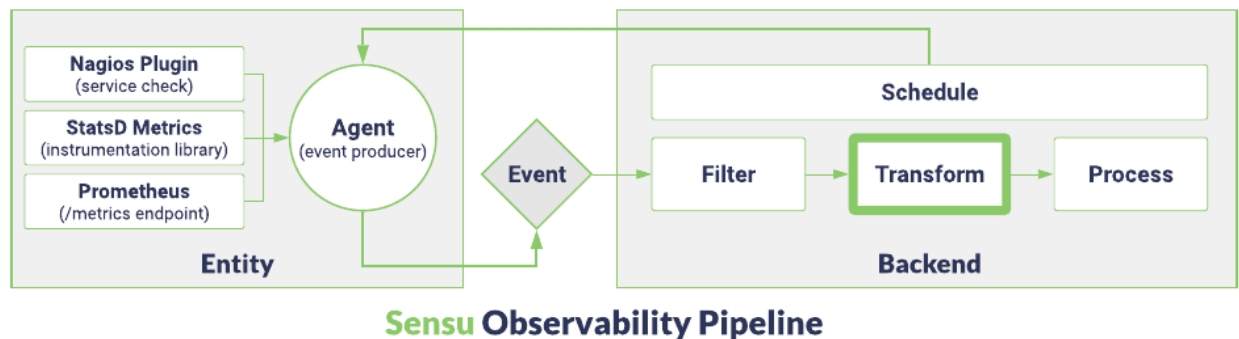 Nagios Plugin
(service check)
StatsD Metrics
(instrumentation library)
Prometheus
(/metrics endpoint)
Agent
(event producer)
Entity
Event
Schedule
Filter
Transform
Process
Backend
Sensu Observability Pipeline